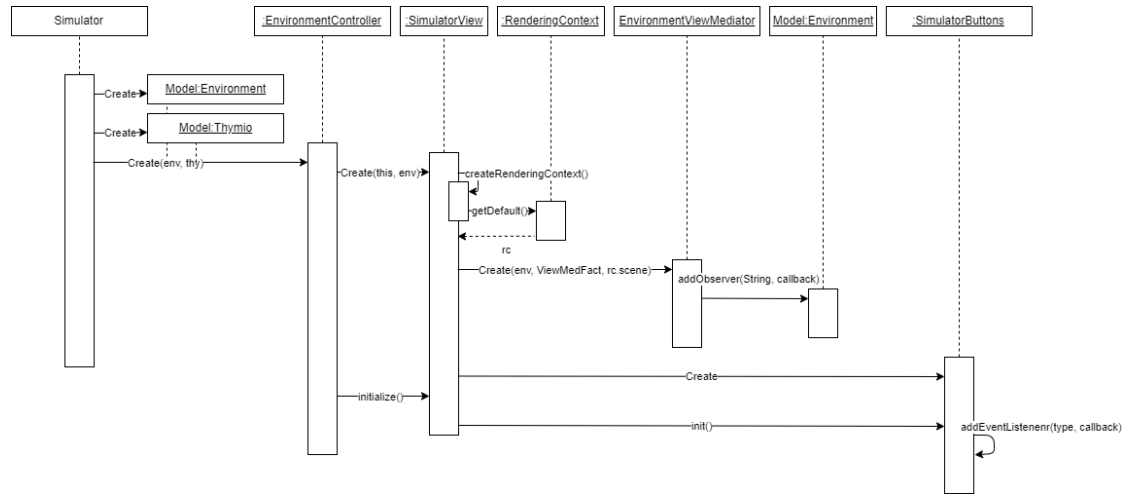 Simulator
:EnvironmentController
:SimulatorView
:RenderingContext
EnvironmentViewMediator
Model:Environment
:SimulatorButtons
Create
Model:Environment
Create
Model:Thymio
Create(env, thy)
Create(this, env)
createRenderingContext()
getDefault()
rc
Create(env, ViewMedFact, rc.scene)
addObserver(String, callback)
Create
initialize()
init()
addEventListenenr(type, callback)